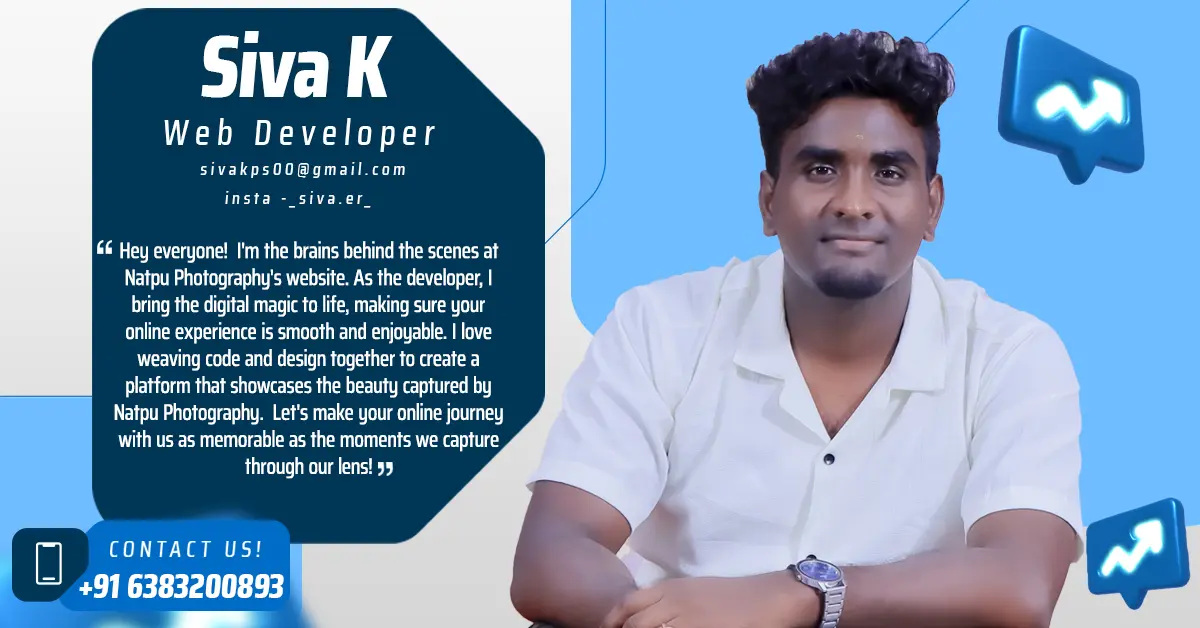 Siva K
Web Developer
sivakps00@gmail.com
insta -_siva.er_
“ Hey everyone!  I'm the brains behind the scenes at
Natpu Photography's website. As the developer, I
bring the digital magic to life, making sure your
online experience is smooth and enjoyable. I love
weaving code and design together to create a
platform that showcases the beauty captured by
Natpu Photography.  Let's make your online journey
with us as memorable as the moments we capture
through our lens! ”
CONTACT US!
+91 6383200893